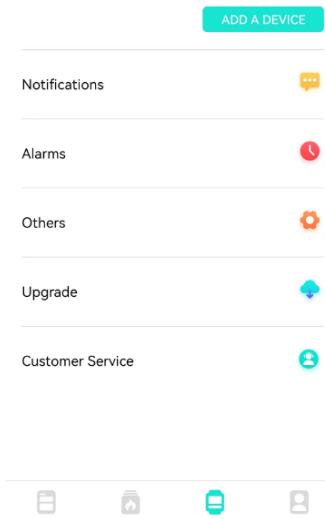 ADD A DEVICE
Notifications
Alarms
Others
Upgrade
Customer Service